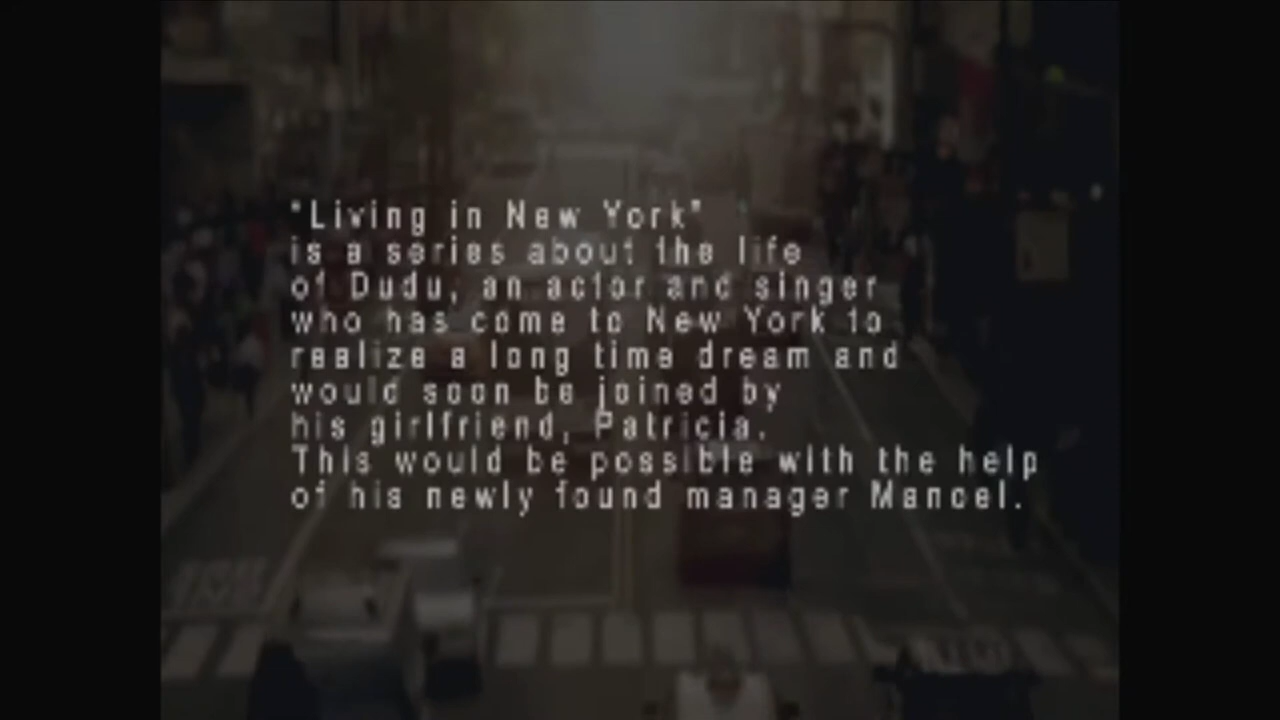 "Living in New York"
is a series about the life
of Dudu, an actor and singer
who has come to New York to
realize a long time dream and
would soon be joined by
his girlfriend, Patricia.
This would be possible with the help
of his newly found manager Manoel.